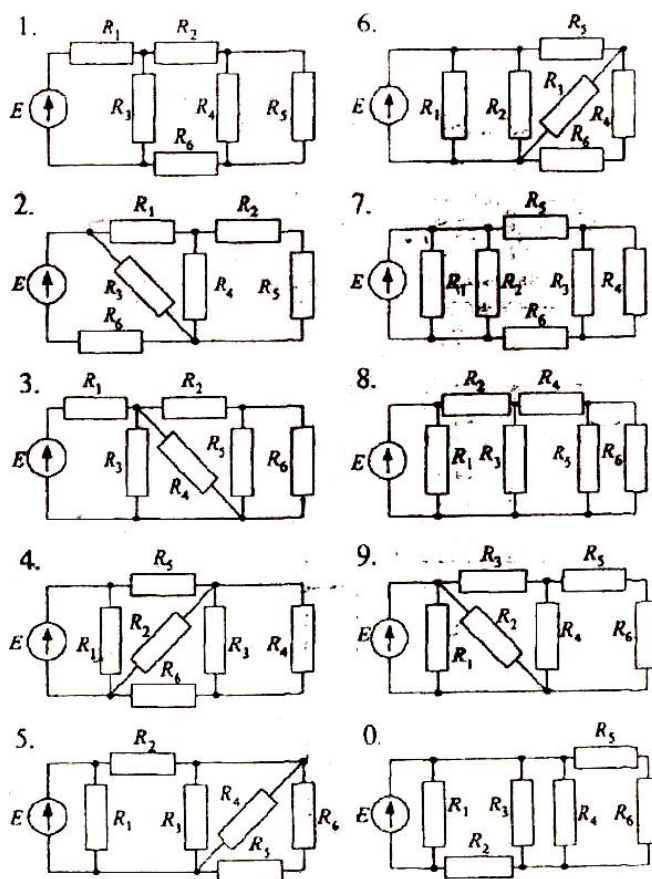 1.
R1 R2
E R3 R4 R5
R6
2.
R1 R2
E R3 R4 R5
R6
3.
R1 R2
E R3 R4 R5 R6
4.
R5
E R1 R2 R3 R4
R6
5.
R2
E R1 R3 R4 R6
R5
6.
R5
E R1 R2 R3 R4
R6
7.
R5
E R1 R2 R3 R4
R6
8.
R2 R4
E R1 R3 R5 R6
9.
R3 R5
E R1 R2 R4 R6
0.
R5
E R1 R3 R4 R6
R2